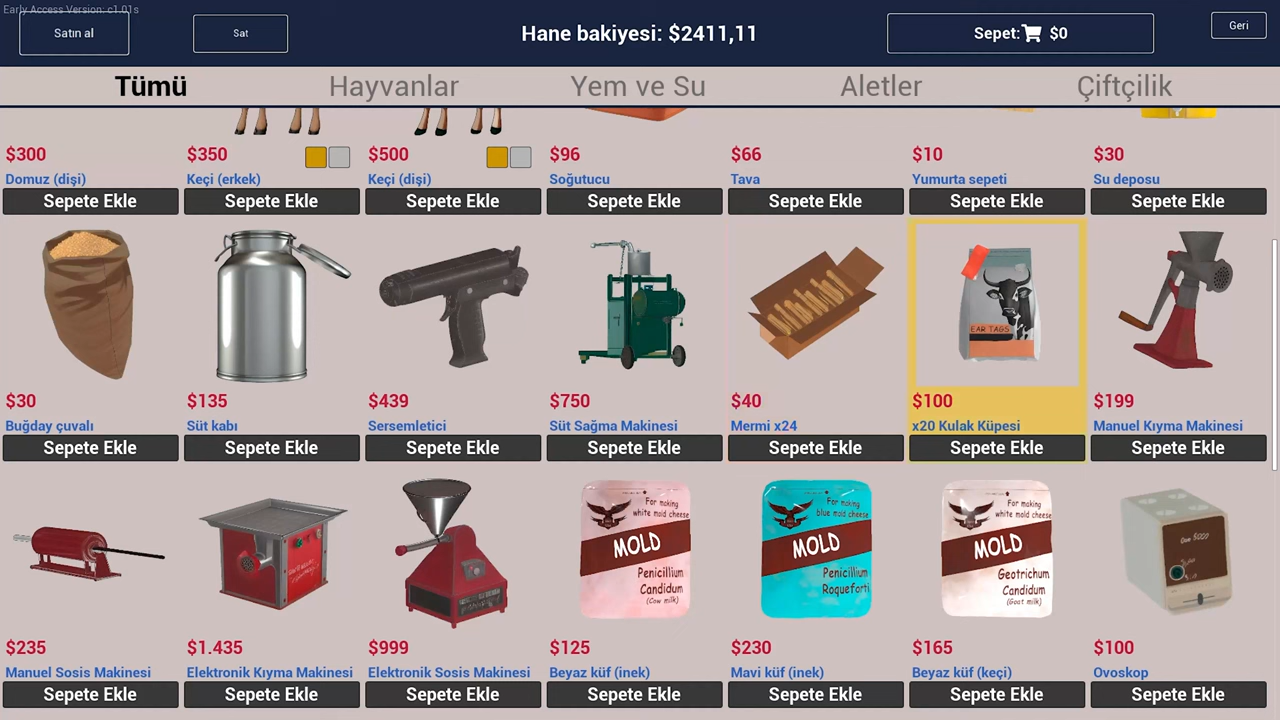 Early Access Version: c1.01s
Satın al
Sat
Hane bakiyesi: $2411,11
Sepet: $0
Geri
Tümü
Hayvanlar
Yem ve Su
Aletler
Çiftçilik
$300
$350
$500
$96
$66
$10
$30
Domuz (dişi)
Keçi (erkek)
Keçi (dişi)
Soğutucu
Tava
Yumurta sepeti
Su deposu
Sepete Ekle
Sepete Ekle
Sepete Ekle
Sepete Ekle
Sepete Ekle
Sepete Ekle
Sepete Ekle
EAR TAGS
$30
$135
$439
$750
$40
$100
$199
Buğday çuvalı
Süt kabı
Sersemletici
Süt Sağma Makinesi
Mermi x24
x20 Kulak Küpesi
Manuel Kıyma Makinesi
Sepete Ekle
Sepete Ekle
Sepete Ekle
Sepete Ekle
Sepete Ekle
Sepete Ekle
Sepete Ekle
For making
white mold cheese
MOLD
Penicillium
Candidum
(Cow milk)
For making
blue mold cheese
MOLD
Penicillium
Roqueforti
For making
white mold cheese
MOLD
Geotrichum
Candidum
(Goat milk)
$235
$1.435
$999
$125
$230
$165
$100
Manuel Sosis Makinesi
Elektronik Kıyma Makinesi
Elektronik Sosis Makinesi
Beyaz küf (inek)
Mavi küf (inek)
Beyaz küf (keçi)
Ovoskop
Sepete Ekle
Sepete Ekle
Sepete Ekle
Sepete Ekle
Sepete Ekle
Sepete Ekle
Sepete Ekle